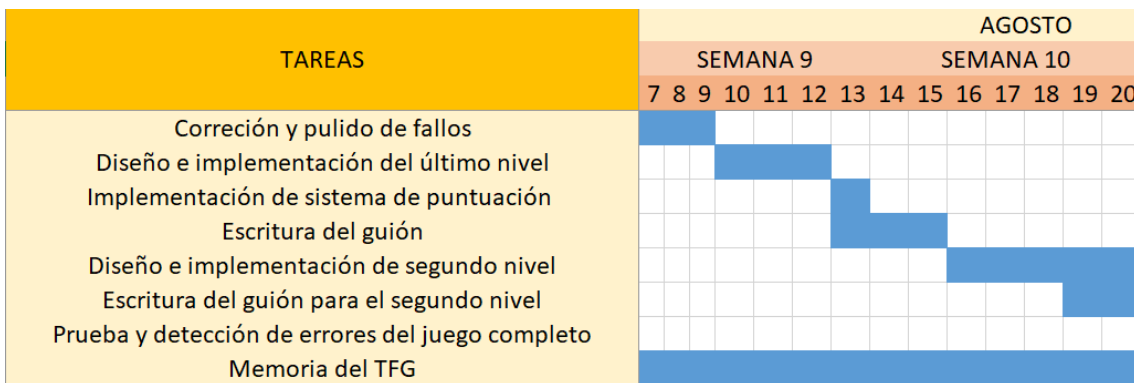 AGOSTO
TAREAS
SEMANA 9 SEMANA 10
7 8 9 10 11 12 13 14 15 16 17 18 19 20
Correción y pulido de fallos
Diseño e implementación del último nivel
Implementación de sistema de puntuación
Escritura del guión
Diseño e implementación de segundo nivel
Escritura del guión para el segundo nivel
Prueba y detección de errores del juego completo
Memoria del TFG